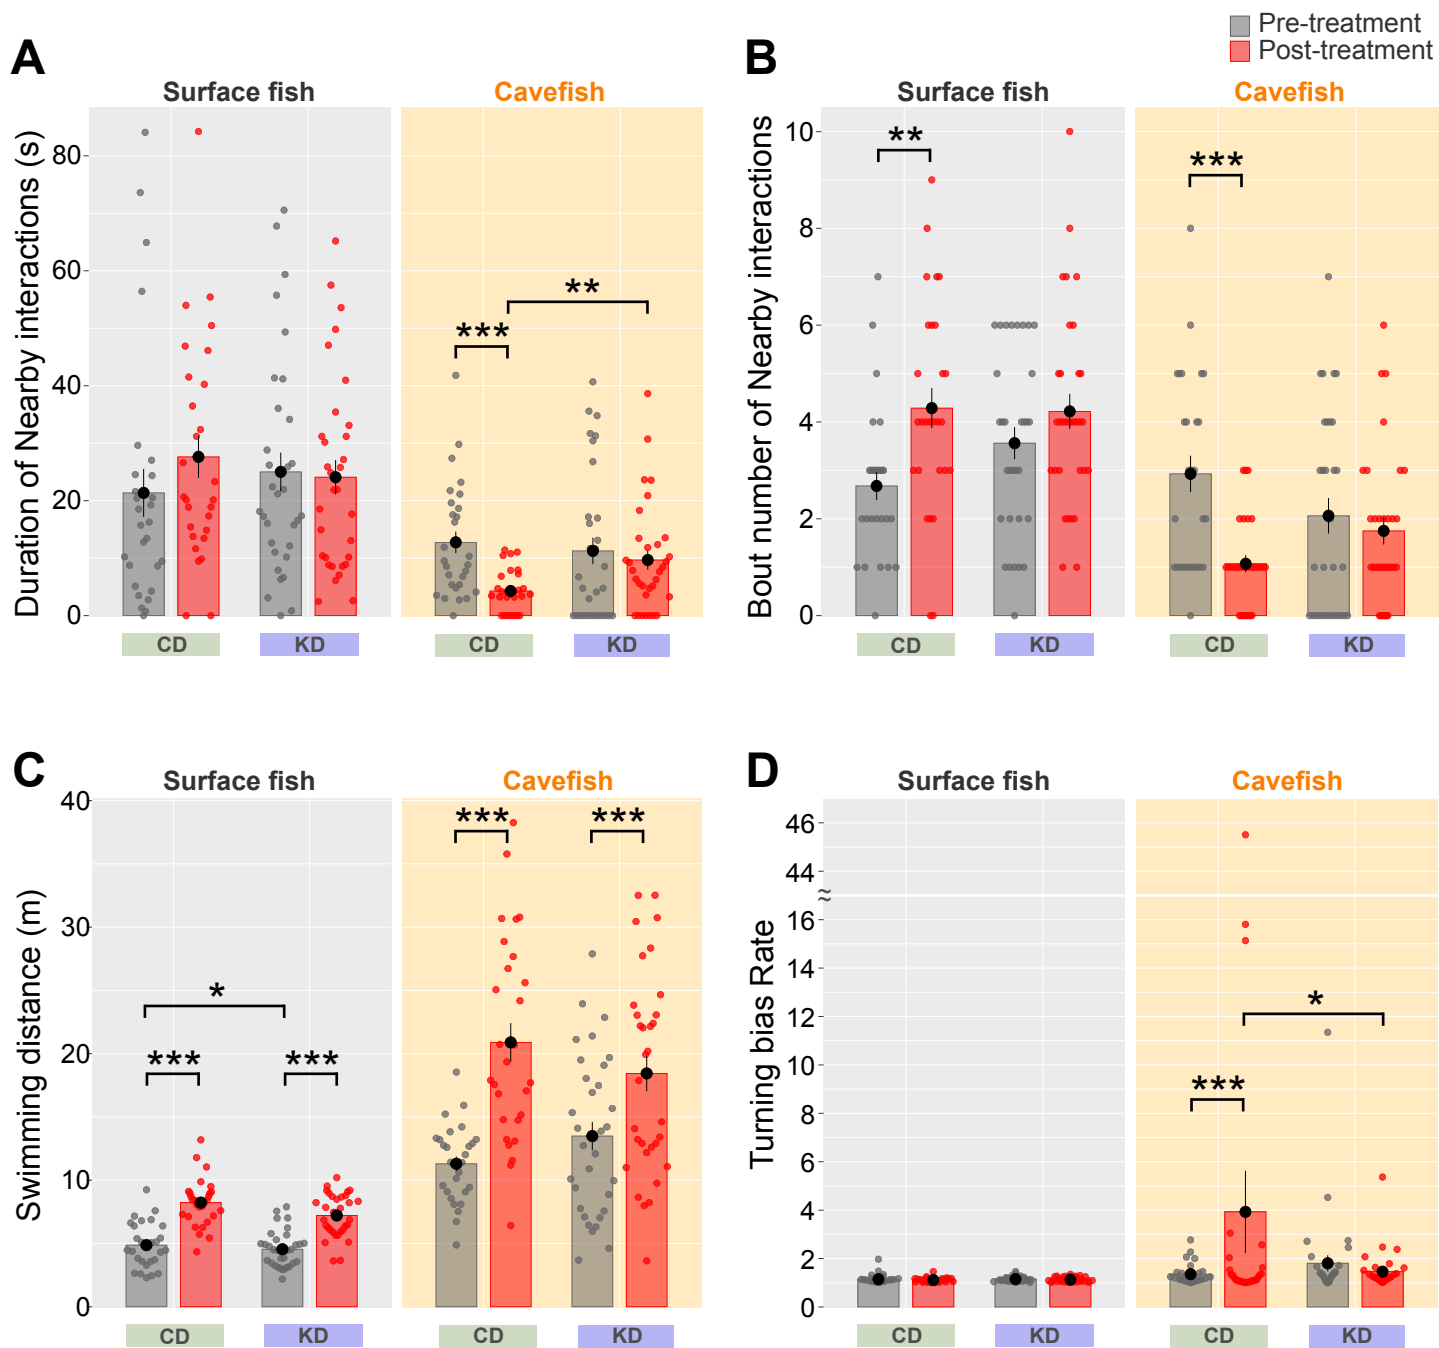 Pre-treatment
Post-treatment
A
Surface fish
Cavefish
Duration of Nearby interactions (s)
80
60
40
20
0
***
**
CD
KD
CD
KD
B
Surface fish
Cavefish
Bout number of Nearby interactions
10
8
6
4
2
0
**
***
CD
KD
CD
KD
C
Surface fish
Cavefish
Swimming distance (m)
40
30
20
10
0
*
***
***
***
***
CD
KD
CD
KD
D
Surface fish
Cavefish
Turning bias Rate
46
44
≈
16
14
12
10
8
6
4
2
0
*
***
CD
KD
CD
KD